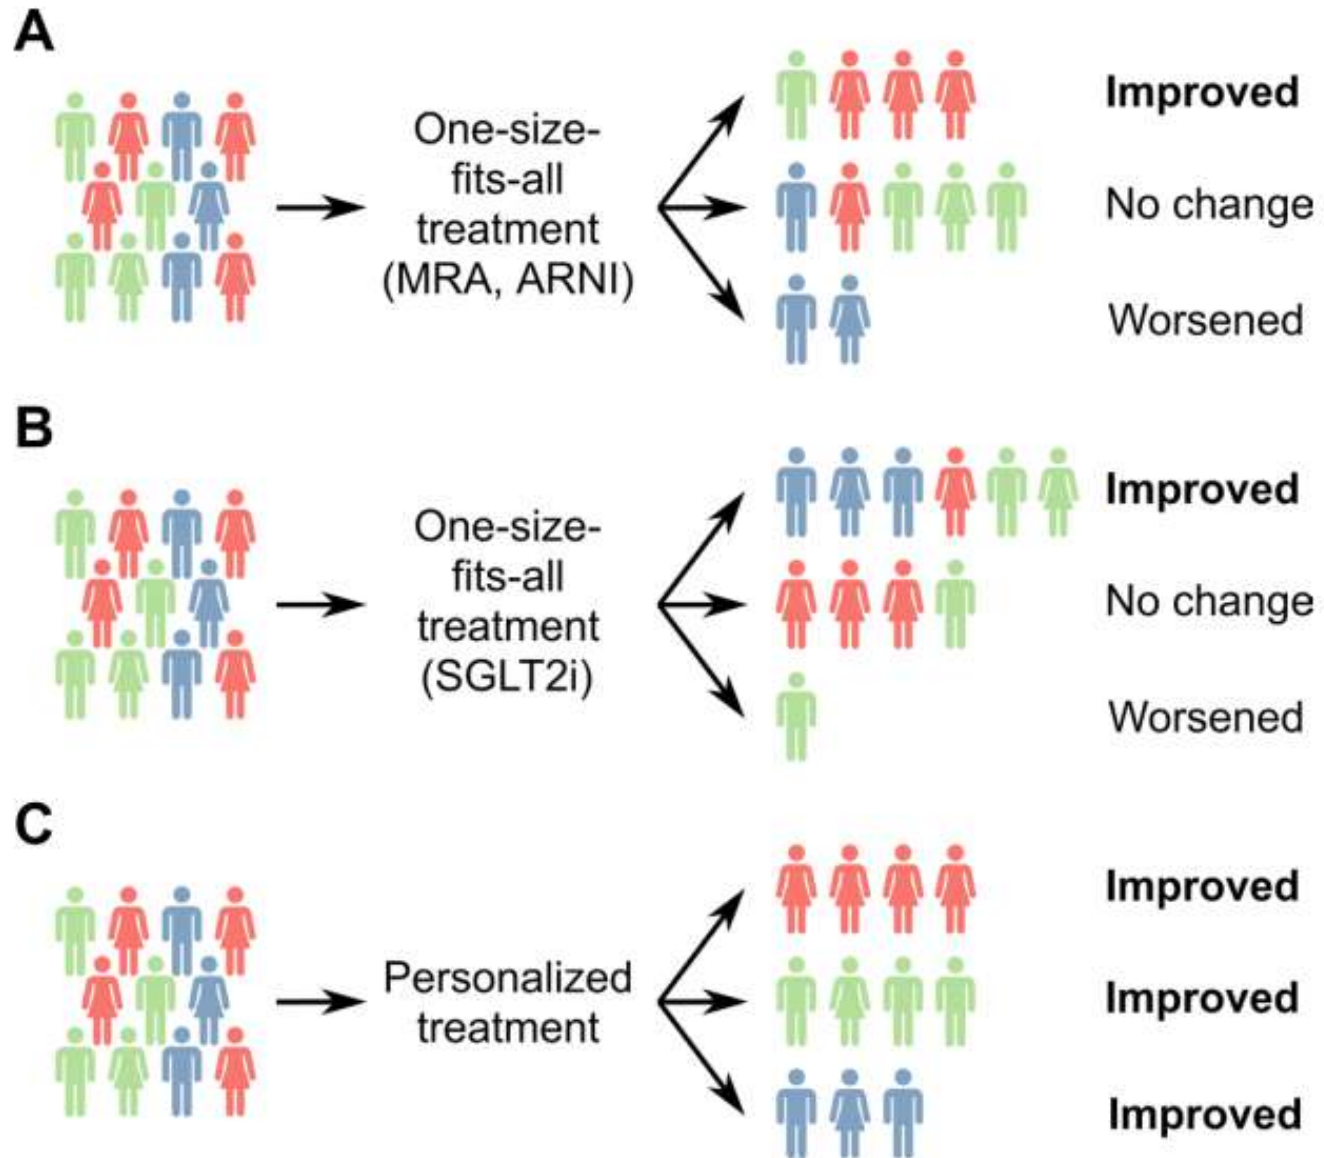 A
One-size-
fits-all
treatment
(MRA, ARNI)
Improved
No change
Worsened
B
One-size-
fits-all
treatment
(SGLT2i)
Improved
No change
Worsened
C
Personalized
treatment
Improved
Improved
Improved